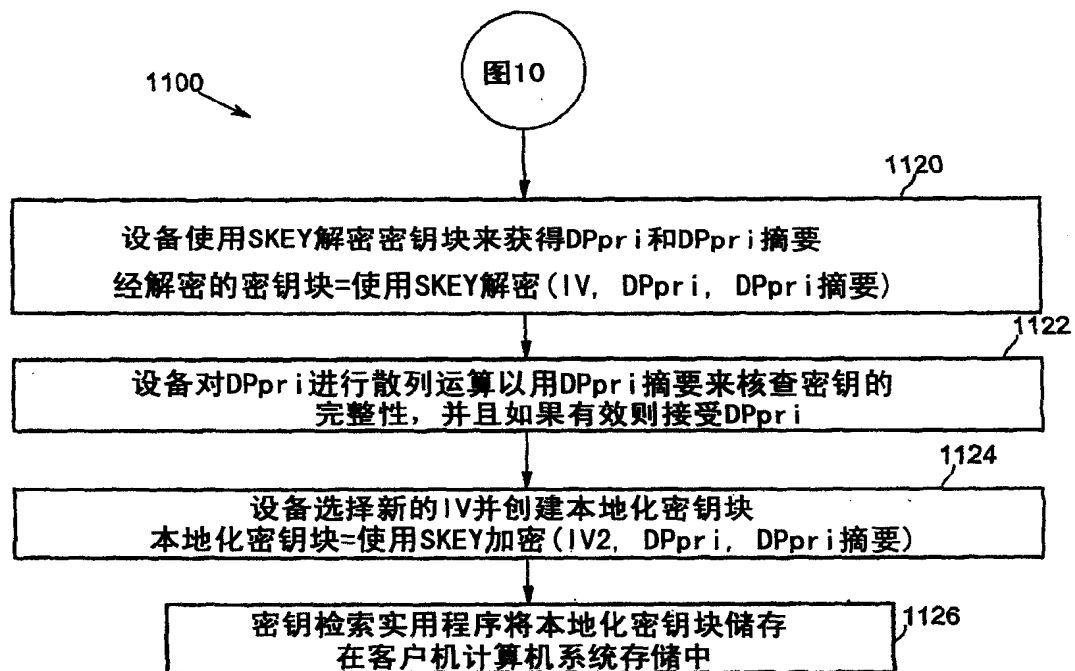 图10
1100
1120
设备使用SKEY解密密钥块来获得DPpri和DPpri摘要
经解密的密钥块=使用SKEY解密(IV, DPpri, DPpri摘要)
1122
设备对DPpri进行散列运算以用DPpri摘要来核查密钥的
完整性，并且如果有效则接受DPpri
1124
设备选择新的IV并创建本地化密钥块
本地化密钥块=使用SKEY加密(IV2, DPpri, DPpri摘要)
1126
密钥检索实用程序将本地化密钥块储存
在客户机计算机系统存储中